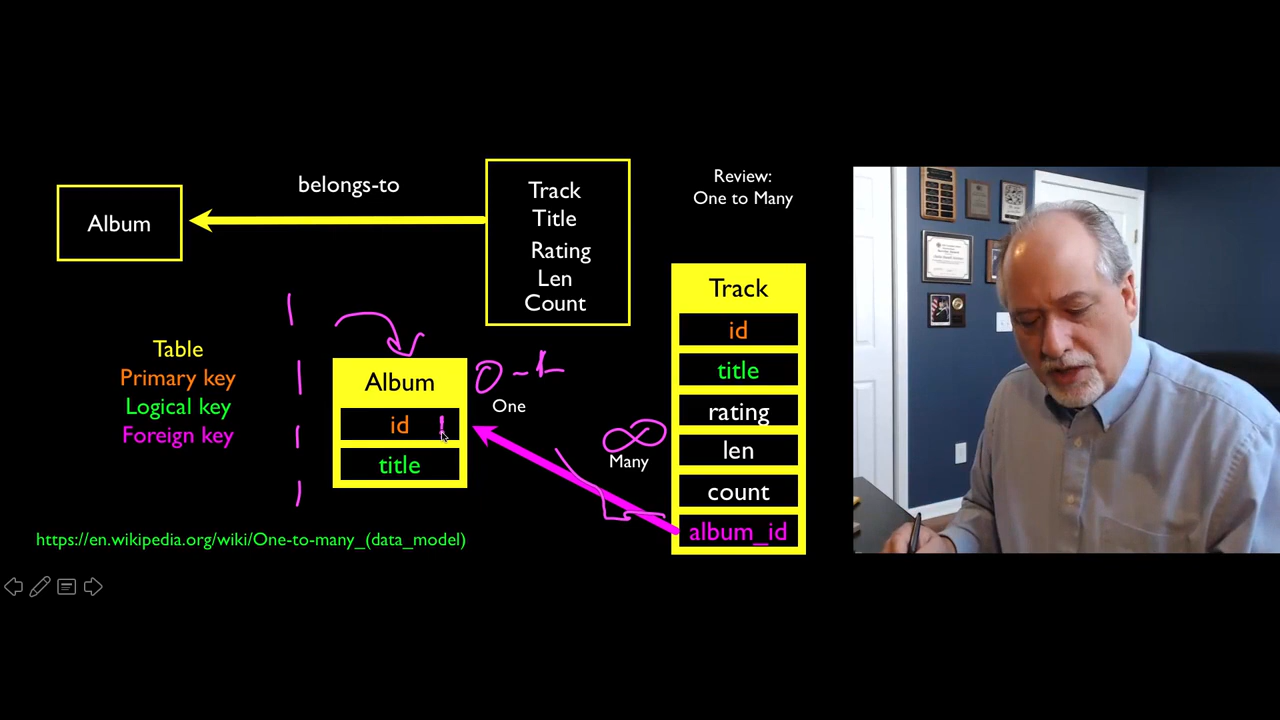 Album
belongs-to
Track
Title
Rating
Len
Count
Review:
One to Many
Table
Primary key
Logical key
Foreign key
Album
id
title
0-1
One
∞
Many
Track
id
title
rating
len
count
album_id
https://en.wikipedia.org/wiki/One-to-many_(data_model)